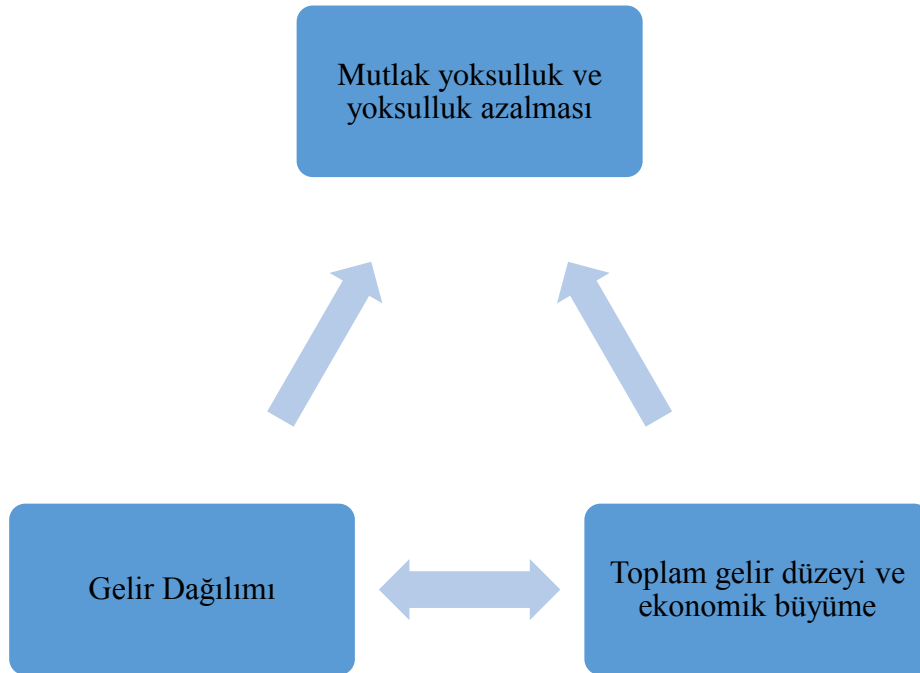 Mutlak yoksulluk ve
yoksulluk azalması
Gelir Dağılımı
Toplam gelir düzeyi ve
ekonomik büyüme